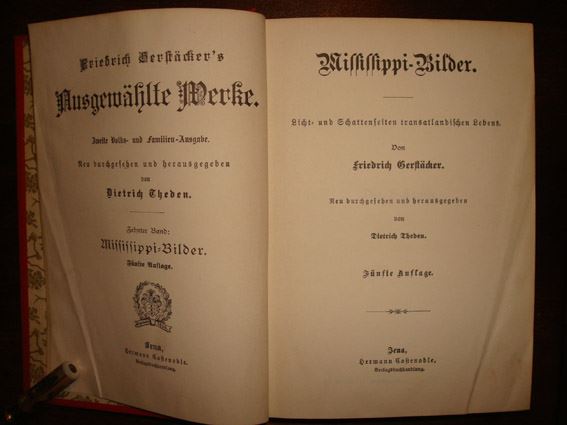 Friedrich Gerstäcker's
Ausgewählte Werke.
Zweite Volks- und Familien-Ausgabe.
Neu durchgesehen und herausgegeben
von
Dietrich Theden.
Zehnter Band:
Mississippi-Bilder.
Fünfte Auflage.
Jena,
Hermann Costenoble,
Verlagsbuchhandlung.
Mississippi-Bilder.
Licht- und Schattenseiten transatlandischen Lebens.
Von
Friedrich Gerstäcker.
Neu durchgesehen und herausgegeben
von
Dietrich Theden.
Fünfte Auflage.
Jena,
Hermann Costenoble,
Verlagsbuchhandlung.